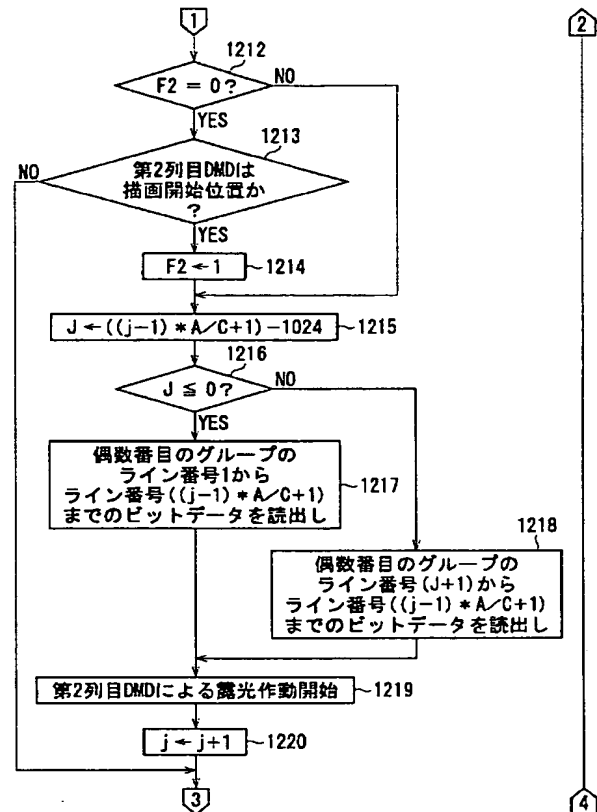 1
2
1212
F2 = 0?
NO
YES
1213
NO
第2列目DMDは
描画開始位置か
?
YES
F2←1
1214
J←((j-1)*A/C+1)-1024
1215
1216
J≦0?
NO
YES
偶数番目のグループの
ライン番号1から
ライン番号((j-1)*A/C+1)
までのビットデータを読出し
1217
1218
偶数番目のグループの
ライン番号(J+1)から
ライン番号((j-1)*A/C+1)
までのビットデータを読出し
第2列目DMDによる露光作動開始
1219
j←j+1
1220
3
4